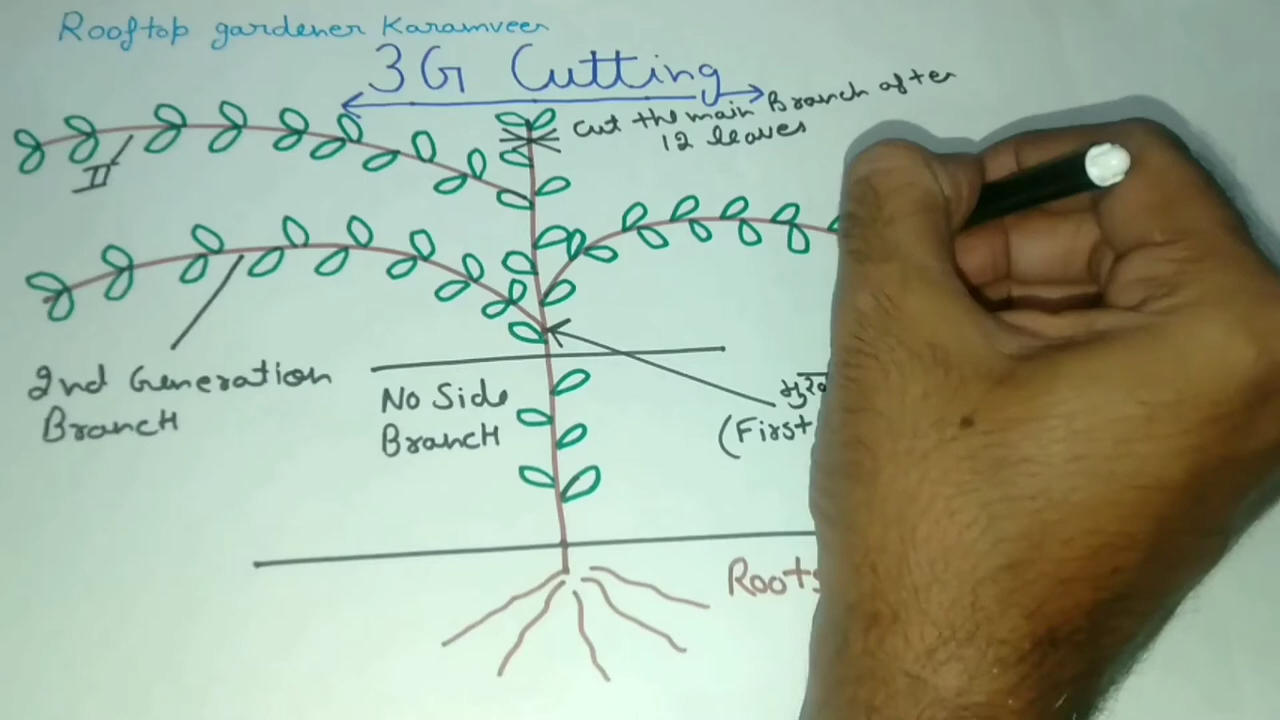 Rooftop gardener Karamveer
3G Cutting
Cut the main Branch after
12 leaves
II
2nd Generation
Branch
No Side
Branch
(First
Roots